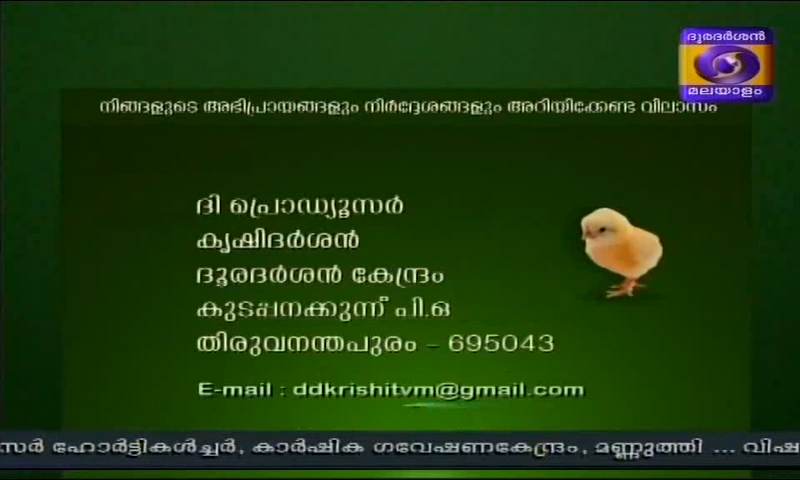 ദൂരദർശൻ
മലയാളം
നിങ്ങളുടെ അഭിപ്രായങ്ങളും നിർദ്ദേശങ്ങളും അറിയിക്കേണ്ട വിലാസം
ദി പ്രൊഡ്യൂസർ
കൃഷിദർശൻ
ദൂരദർശൻ കേന്ദ്രം
കുടപ്പനക്കുന്ന് പി.ഒ
തിരുവനന്തപുരം – 695043
E-mail : ddkrishitvm@gmail.com
സർ ഹോർട്ടികൾച്ചർ, കാർഷിക ഗവേഷണകേന്ദ്രം, മണ്ണുത്തി ... വിഷ